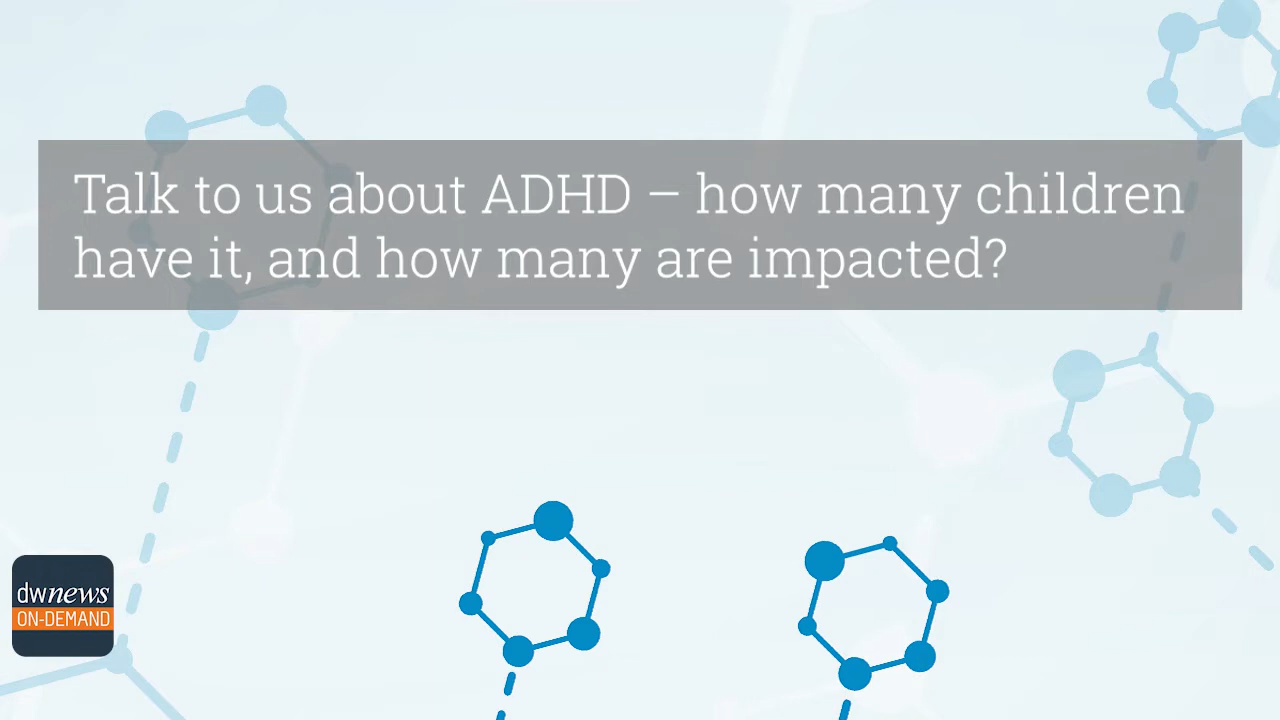 Talk to us about ADHD – how many children
have it, and how many are impacted?
dwnews
ON-DEMAND